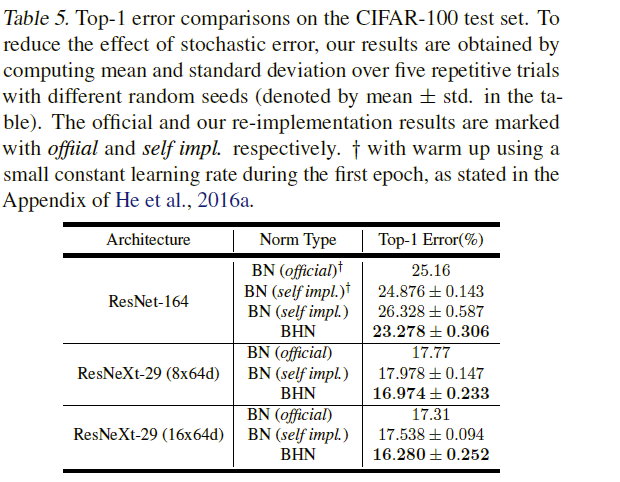 Table 5. Top-1 error comparisons on the CIFAR-100 test set. To
reduce the effect of stochastic error, our results are obtained by
computing mean and standard deviation over five repetitive trials
with different random seeds (denoted by mean ± std. in the ta-
ble). The official and our re-implementation results are marked
with offiial and self impl. respectively. † with warm up using a
small constant learning rate during the first epoch, as stated in the
Appendix of He et al., 2016a.
Architecture Norm Type Top-1 Error(%)
BN (official)† 25.16
BN (self impl.)† 24.876 ± 0.143
ResNet-164
BN (self impl.) 26.328 ± 0.587
BHN 23.278 ± 0.306
BN (official) 17.77
ResNeXt-29 (8x64d) BN (self impl.) 17.978 ± 0.147
BHN 16.974 ± 0.233
BN (official) 17.31
ResNeXt-29 (16x64d) BN (self impl.) 17.538 ± 0.094
BHN 16.280 ± 0.252